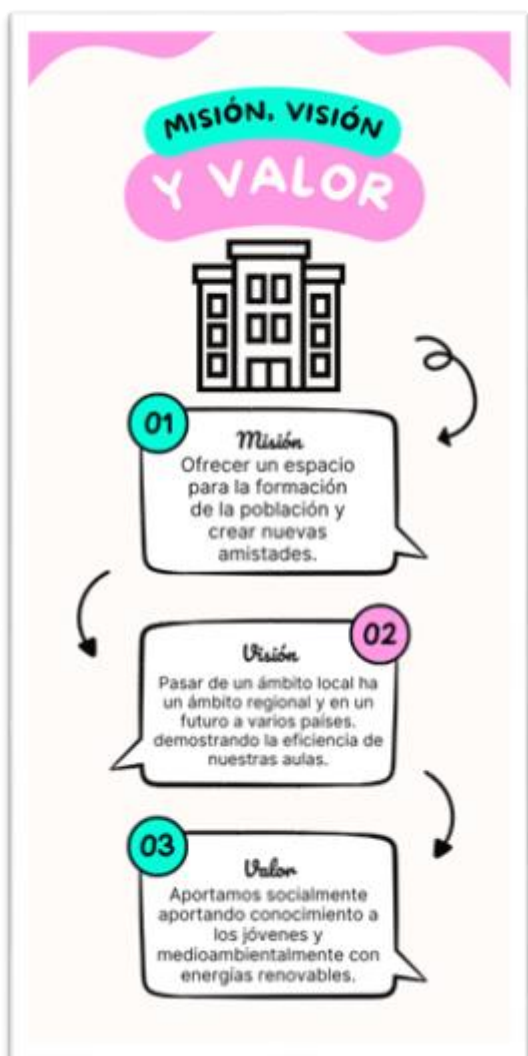 MISIÓN, VISIÓN
Y VALOR
01
Misión
Ofrecer un espacio
para la formación
de la población y
crear nuevas
amistades.
02
Visión
Pasar de un ámbito local ha
un ámbito regional y en un
futuro a varios países.
demostrando la eficiencia de
nuestras aulas.
03
Valor
Aportamos socialmente
aportando conocimiento a
los jóvenes y
medioambientalmente con
energías renovables.